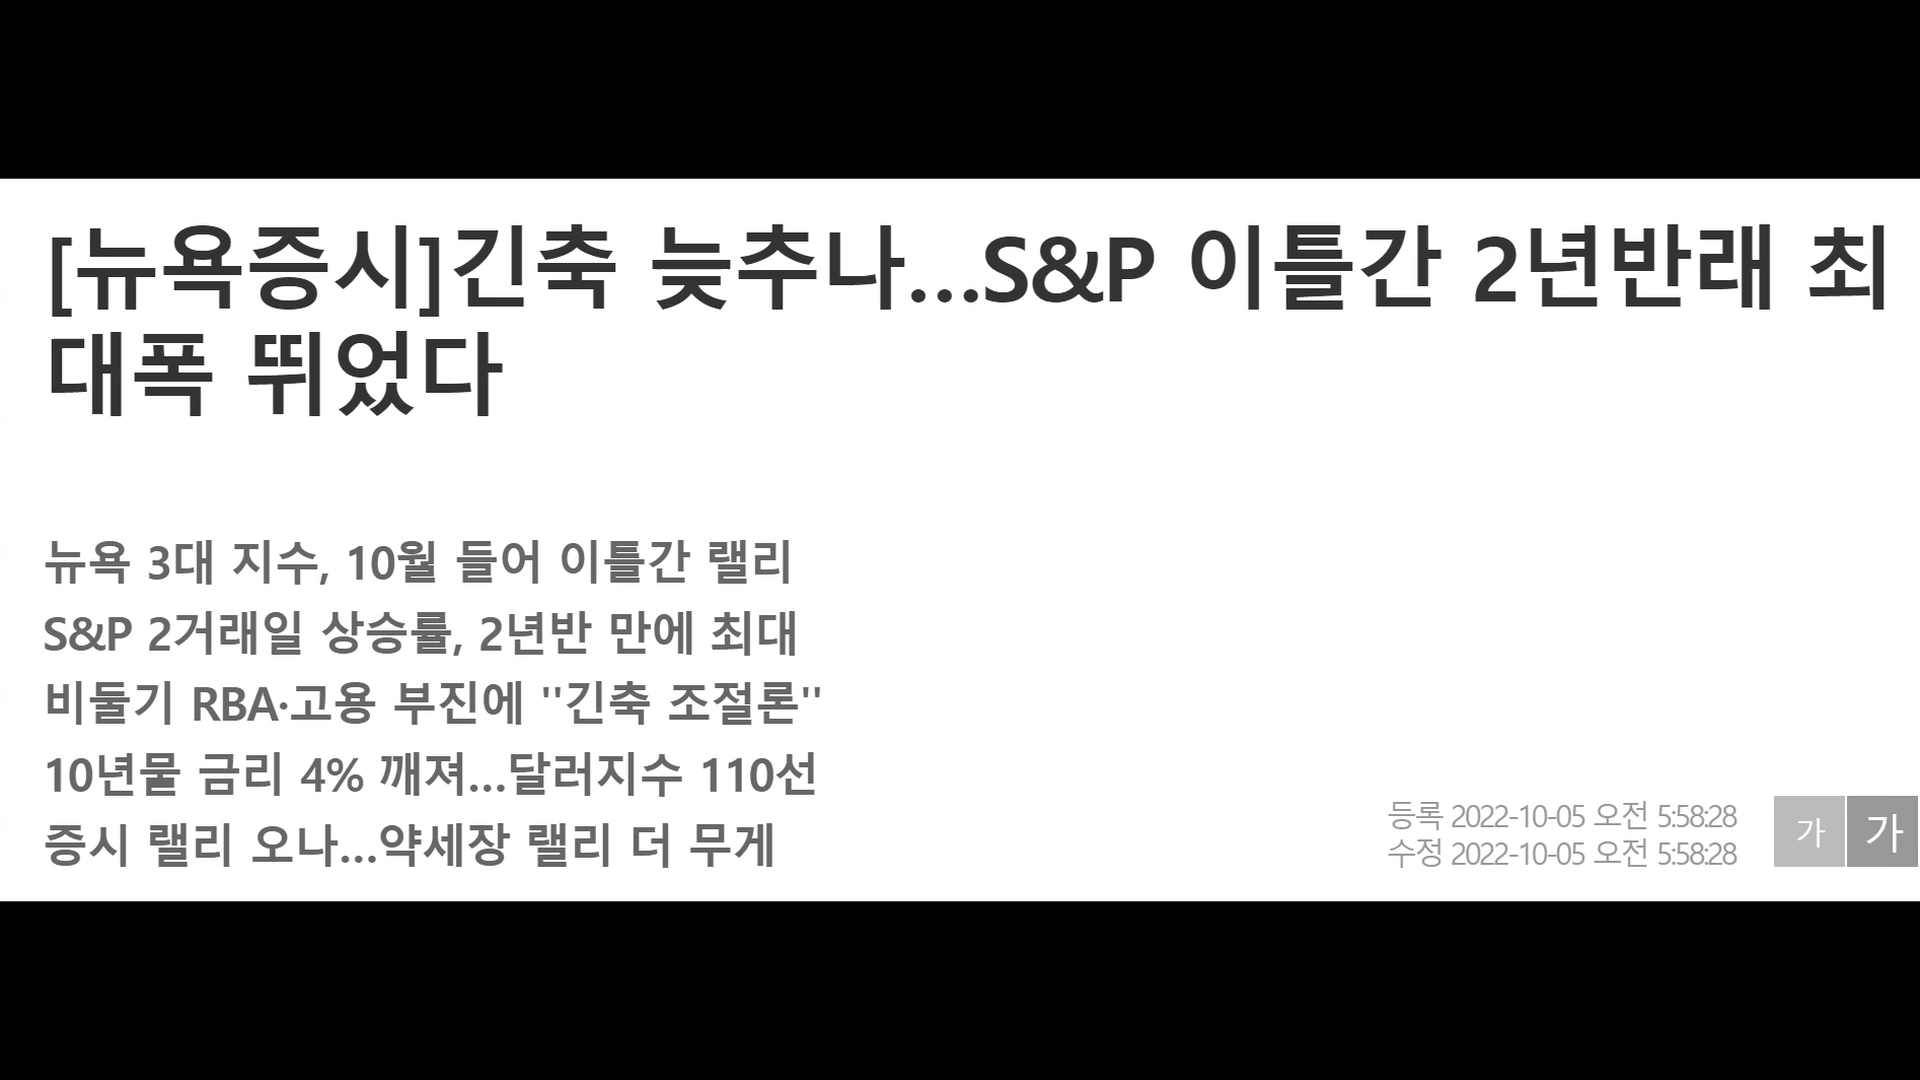 [뉴욕증시]긴축 늦추나…S&P 이틀간 2년반래 최
대폭 뛰었다
뉴욕 3대 지수, 10월 들어 이틀간 랠리
S&P 2거래일 상승률, 2년반 만에 최대
비둘기 RBA·고용 부진에 ''긴축 조절론''
10년물 금리 4% 깨져…달러지수 110선
증시 랠리 오나…약세장 랠리 더 무게
등록 2022-10-05 오전 5:58:28
수정 2022-10-05 오전 5:58:28
가 가